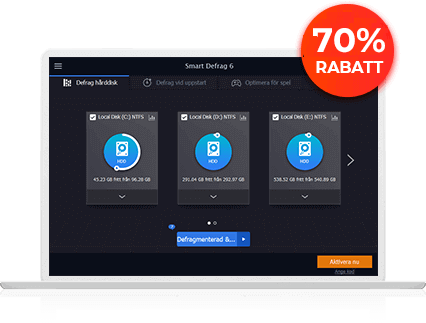 70%
RABATT
Smart Defrag 6
Defrag hårddisk
Defrag vid uppstart
Optimera för spel
Local Disk (C:) NTFS
HDD
43.23 GB fritt från 96.28 GB
Local Disk (D:) NTFS
HDD
291.64 GB fritt från 292.97 GB
Local Disk (E:) NTFS
HDD
538.52 GB fritt från 540.89 GB
Defragmenterad &...
Aktivera nu
Ange kod